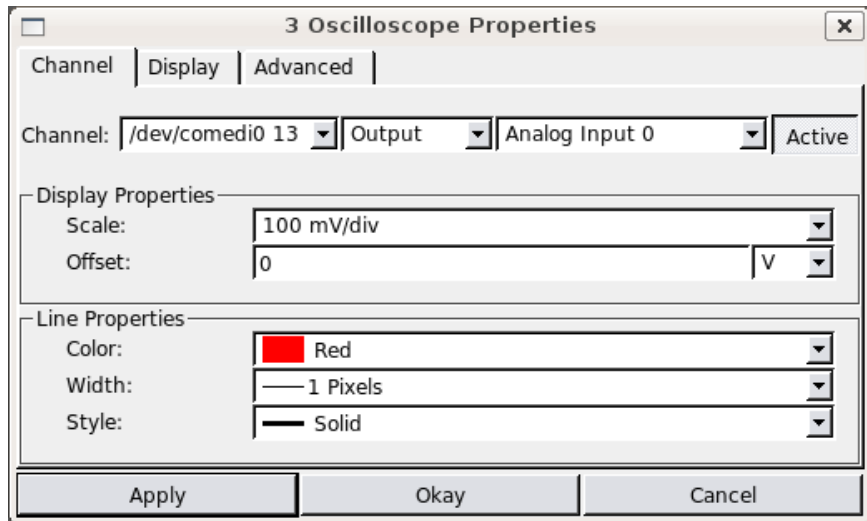 3 Oscilloscope Properties
Channel Display Advanced
Channel: /dev/comedi0 13 Output Analog Input 0 Active
Display Properties
Scale: 100 mV/div
Offset: 0 V
Line Properties
Color: Red
Width: 1 Pixels
Style: Solid
Apply Okay Cancel